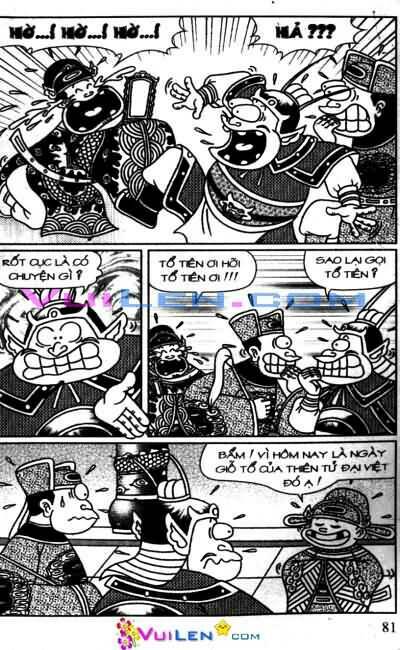 HỜ...! HỜ...! HỜ...!
HẢ ???
RỐT CỤC LÀ CÓ
CHUYỆN GÌ ?
TỔ TIÊN ƠI HỠI
TỔ TIÊN ƠI !!!
SAO LẠI GỌI
TỔ TIÊN ?
VUILEN.COM
BẨM ! VÌ HÔM NAY LÀ NGÀY
GIỖ TỔ CỦA THIÊN TỬ ĐẠI VIỆT
ĐÓ Ạ !
81
VUILEN.COM